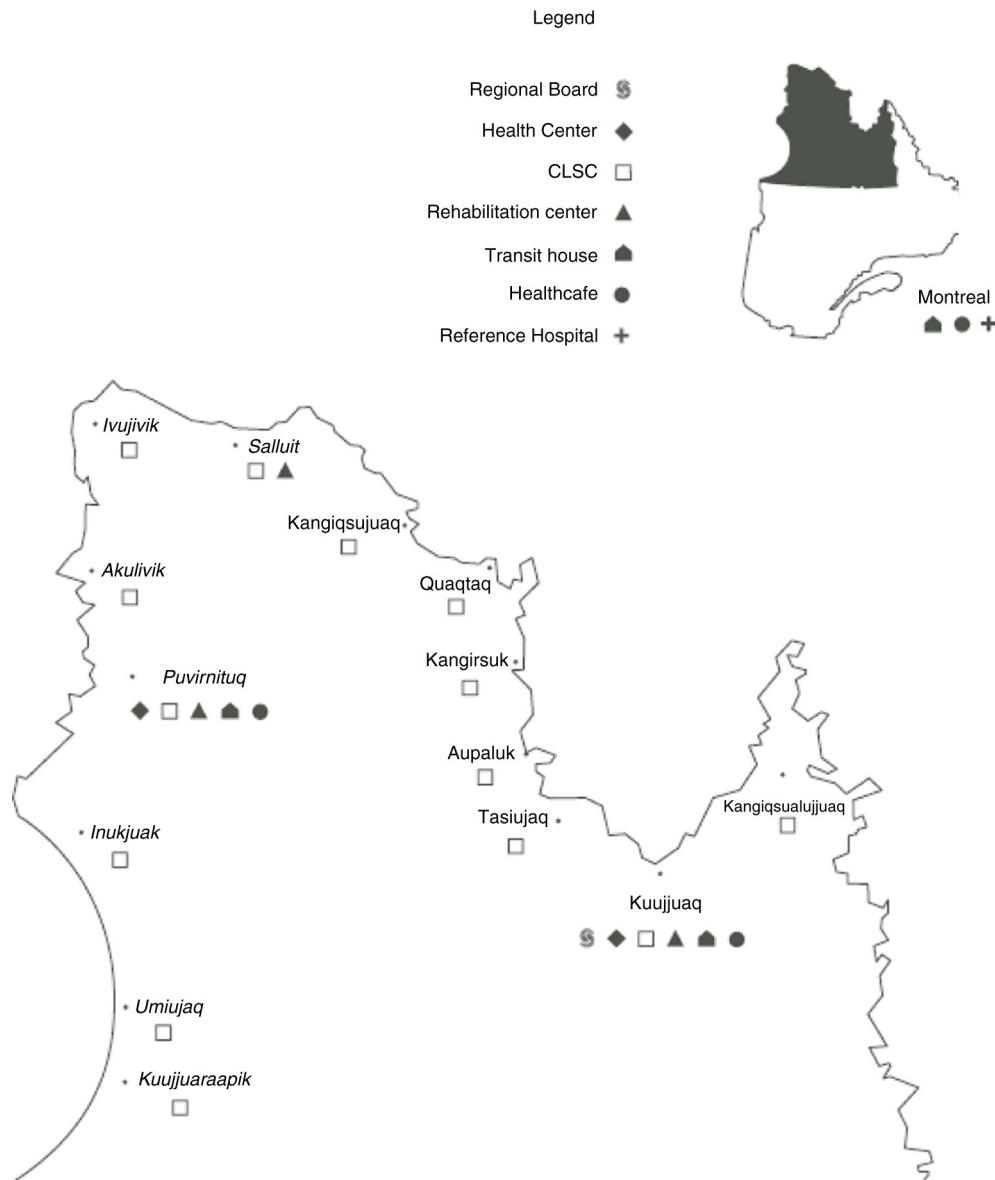 Legend
Regional Board
Health Center
CLSC
Rehabilitation center
Transit house
Healthcafe
Reference Hospital
Montreal
Ivujivik
Salluit
Kangiqsujuaq
Akulivik
Quaqtaq
Kangirsuk
Puvirnituq
Aupaluk
Kangiqsualujjuaq
Tasiujaq
Inukjuak
Kuujjuaq
Umiujaq
Kuujjuaraapik